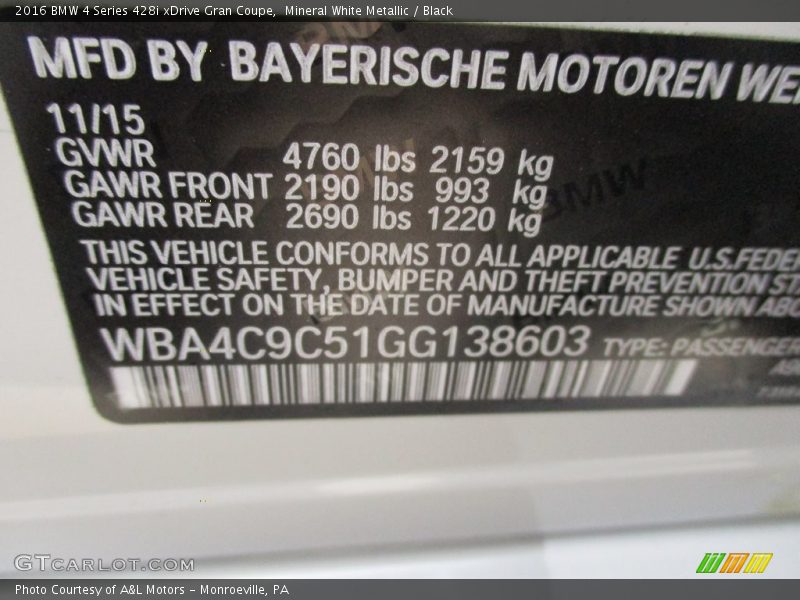 2016 BMW 4 Series 428i xDrive Gran Coupe, Mineral White Metallic / Black
MFD BY BAYERISCHE MOTOREN WE
11/15
GVWR 4760 lbs 2159 kg
GAWR FRONT 2190 lbs 993 kg
GAWR REAR 2690 lbs 1220 kg
BMW
THIS VEHICLE CONFORMS TO ALL APPLICABLE U.S.FEDE
VEHICLE SAFETY, BUMPER AND THEFT PREVENTION ST
IN EFFECT ON THE DATE OF MANUFACTURE SHOWN ABO
WBA4C9C51GG138603 TYPE: PASSENGER
GTCARLOT.COM
Photo Courtesy of A&L Motors – Monroeville, PA